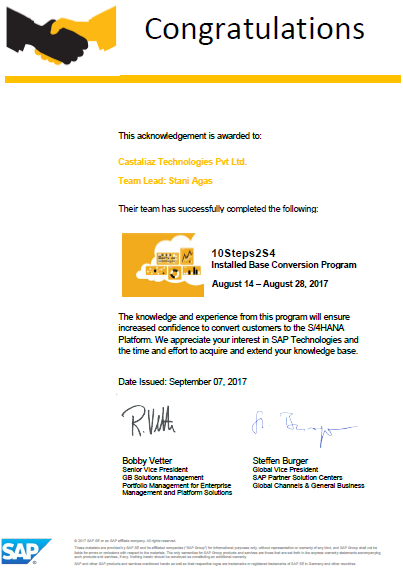 Congratulations
This acknowledgement is awarded to:
Castaliaz Technologies Pvt Ltd.
Team Lead: Stani Agas
Their team has successfully completed the following:
10Steps2S4
Installed Base Conversion Program
August 14 – August 28, 2017
The knowledge and experience from this program will ensure
increased confidence to convert customers to the S/4HANA
Platform. We appreciate your interest in SAP Technologies and
the time and effort to acquire and extend your knowledge base.
Date Issued: September 07, 2017
R. Vetter
Bobby Vetter
Senior Vice President
GB Solutions Management
Portfolio Management for Enterprise
Management and Platform Solutions
Steffen Burger
Global Vice President
SAP Partner Solution Centers
Global Channels & General Business
SAP
© 2017 SAP SE or an SAP affiliate company. All rights reserved.